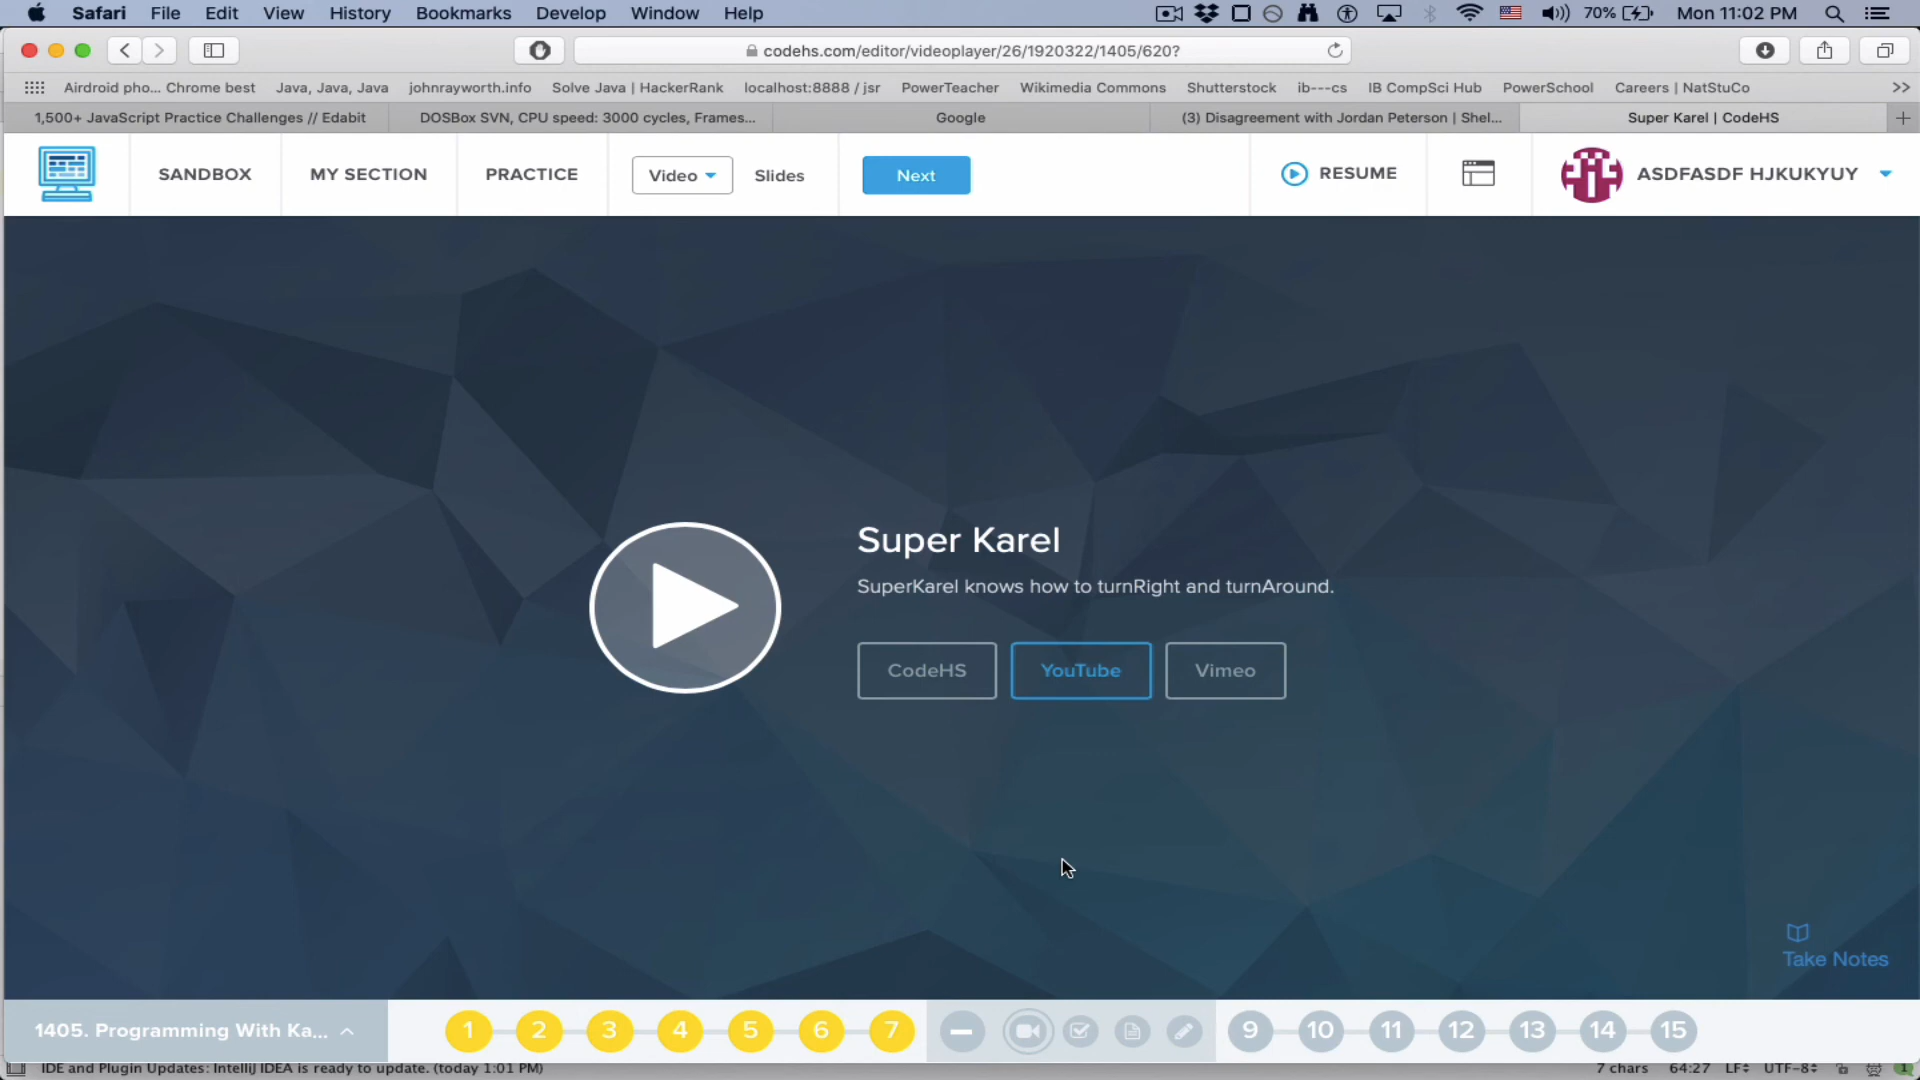 Safari File Edit View History Bookmarks Develop Window Help 70% Mon 11:02 PM
codehs.com/editor/videoplayer/26/1920322/1405/620?
Airdroid pho... Chrome best Java, Java, Java johnrayworth.info Solve Java | HackerRank localhost:8888 / jsr PowerTeacher Wikimedia Commons Shutterstock ib---cs IB CompSci Hub PowerSchool Careers | NatStuCo >>
1,500+ JavaScript Practice Challenges // Edabit DOSBox SVN, CPU speed: 3000 cycles, Frames... Google (3) Disagreement with Jordan Peterson | Shel... Super Karel | CodeHS
SANDBOX MY SECTION PRACTICE Video Slides Next RESUME ASDFASDF HJKUKYUY
Super Karel
SuperKarel knows how to turnRight and turnAround.
CodeHS YouTube Vimeo
Take Notes
1405. Programming With Ka... 1 2 3 4 5 6 7 9 10 11 12 13 14 15
IDE and Plugin Updates: IntelliJ IDEA is ready to update. (today 1:01 PM) 7 chars 64:27 LF UTF-8 1